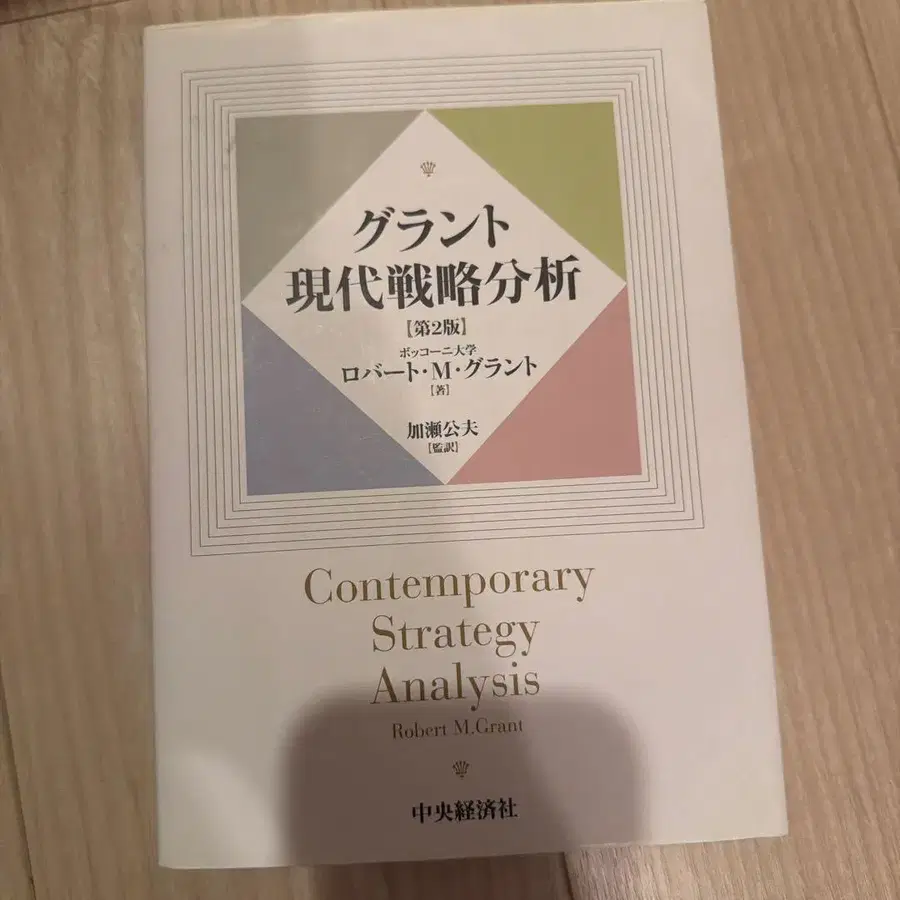 グラント
現代戦略分析
【第2版】
ボッコーニ大学
ロバート・M・グラント
[著]
加瀬公夫
[監訳]
Contemporary
Strategy
Analysis
Robert M.Grant
中央経済社